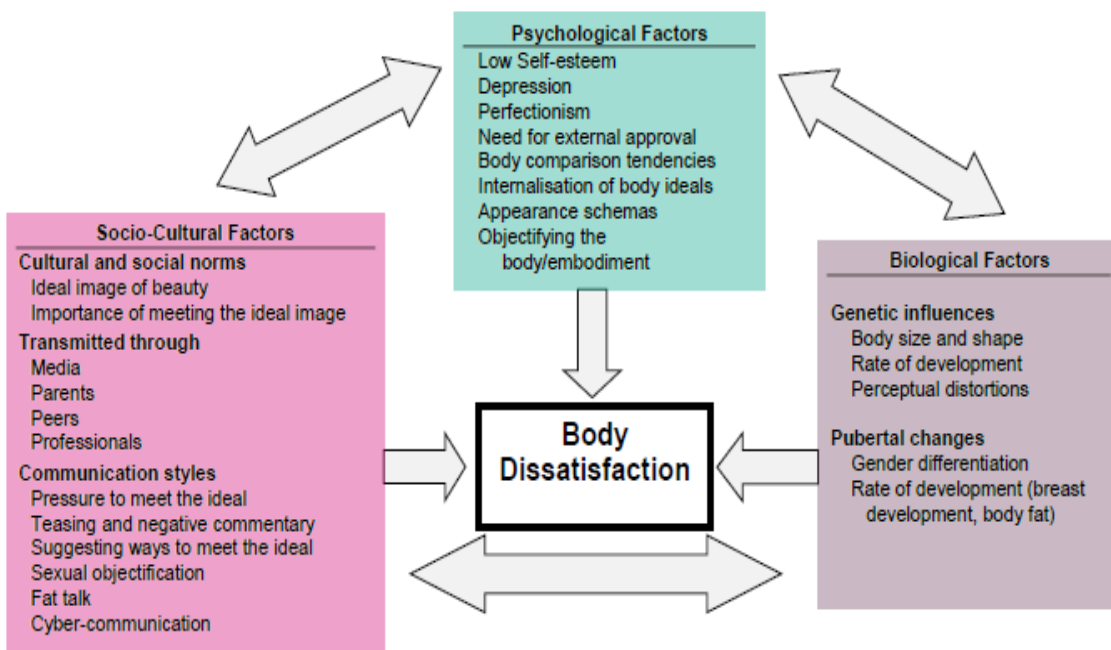 Psychological Factors
Low Self-esteem
Depression
Perfectionism
Need for external approval
Body comparison tendencies
Internalisation of body ideals
Appearance schemas
Objectifying the
body/embodiment
Socio-Cultural Factors
Cultural and social norms
Ideal image of beauty
Importance of meeting the ideal image
Transmitted through
Media
Parents
Peers
Professionals
Communication styles
Pressure to meet the ideal
Teasing and negative commentary
Suggesting ways to meet the ideal
Sexual objectification
Fat talk
Cyber-communication
Body
Dissatisfaction
Biological Factors
Genetic influences
Body size and shape
Rate of development
Perceptual distortions
Pubertal changes
Gender differentiation
Rate of development (breast
development, body fat)